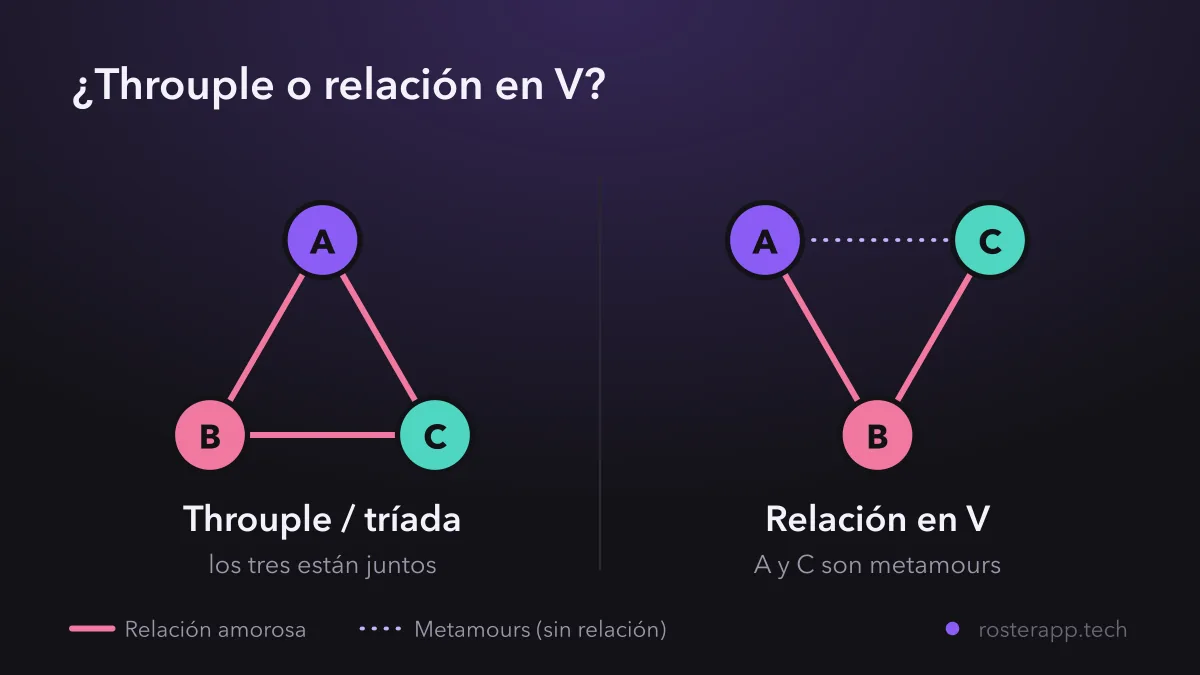 ¿Throuple o relación en V?
A
B
C
Throuple / tríada
los tres están juntos
A
C
B
Relación en V
A y C son metamours
Relación amorosa
Metamours (sin relación)
rosterapp.tech